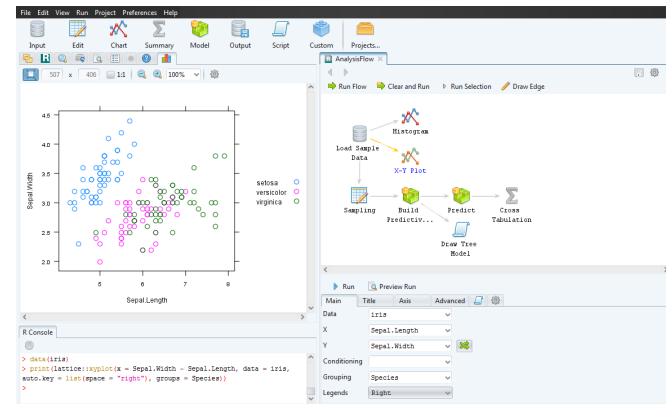 File Edit View Run Project Preferences Help
Input Edit Chart Summary Model Output Script Custom Projects...
R AnalysisFlow
507 x 406 1:1 100%
Run Flow Clear and Run Run Selection Draw Edge
4.5
4.0
3.5
3.0
2.5
2.0
Sepal.Width
5 6 7 8
Sepal.Length
setosa
versicolor
virginica
Histogram
Load Sample
Data
X-Y Plot
Sampling Build Predict Cross
Predictiv... Tabulation
Draw Tree
Model
Run Preview Run
Main Title Axis Advanced
Data iris
X Sepal.Length
Y Sepal.Width
Conditioning
Grouping Species
Legends Right
R Console
> data(iris)
> print(lattice::xyplot(x = Sepal.Width ~ Sepal.Length, data = iris,
auto.key = list(space = "right"), groups = Species))
>